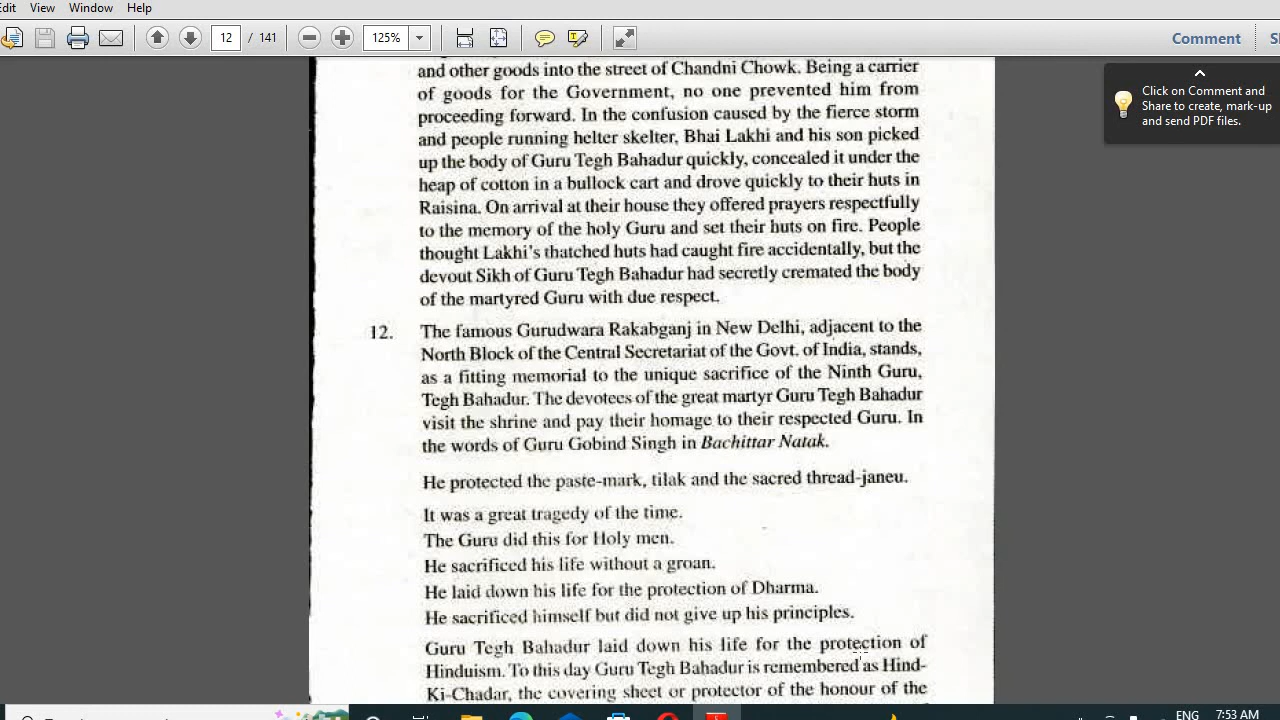 Edit View Window Help
12 / 141 125% Comment
Click on Comment and
Share to create, mark-up
and send PDF files.
and other goods into the street of Chandni Chowk. Being a carrier
of goods for the Government, no one prevented him from
proceeding forward. In the confusion caused by the fierce storm
and people running helter skelter, Bhai Lakhi and his son picked
up the body of Guru Tegh Bahadur quickly, concealed it under the
heap of cotton in a bullock cart and drove quickly to their huts in
Raisina. On arrival at their house they offered prayers respectfully
to the memory of the holy Guru and set their huts on fire. People
thought Lakhi's thatched huts had caught fire accidentally, but the
devout Sikh of Guru Tegh Bahadur had secretly cremated the body
of the martyred Guru with due respect.
12. The famous Gurudwara Rakabganj in New Delhi, adjacent to the
North Block of the Central Secretariat of the Govt. of India, stands,
as a fitting memorial to the unique sacrifice of the Ninth Guru,
Tegh Bahadur. The devotees of the great martyr Guru Tegh Bahadur
visit the shrine and pay their homage to their respected Guru. In
the words of Guru Gobind Singh in Bachittar Natak.
He protected the paste-mark, tilak and the sacred thread-janeu.
It was a great tragedy of the time.
The Guru did this for Holy men.
He sacrificed his life without a groan.
He laid down his life for the protection of Dharma.
He sacrificed himself but did not give up his principles.
Guru Tegh Bahadur laid down his life for the protection of
Hinduism. To this day Guru Tegh Bahadur is remembered as Hind-
Ki-Chadar, the covering sheet or protector of the honour of the
ENG 7:53 AM